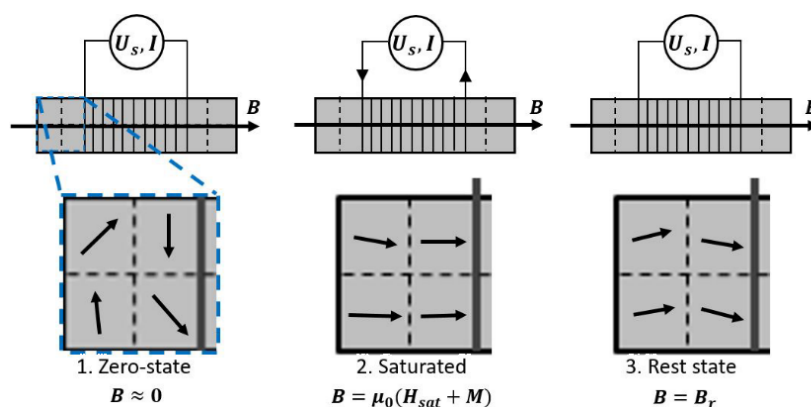 U_s, I
B
U_s, I
B
U_s, I
B
1. Zero-state
B ≈ 0
2. Saturated
B = μ₀(H_sat + M)
3. Rest state
B = B_r